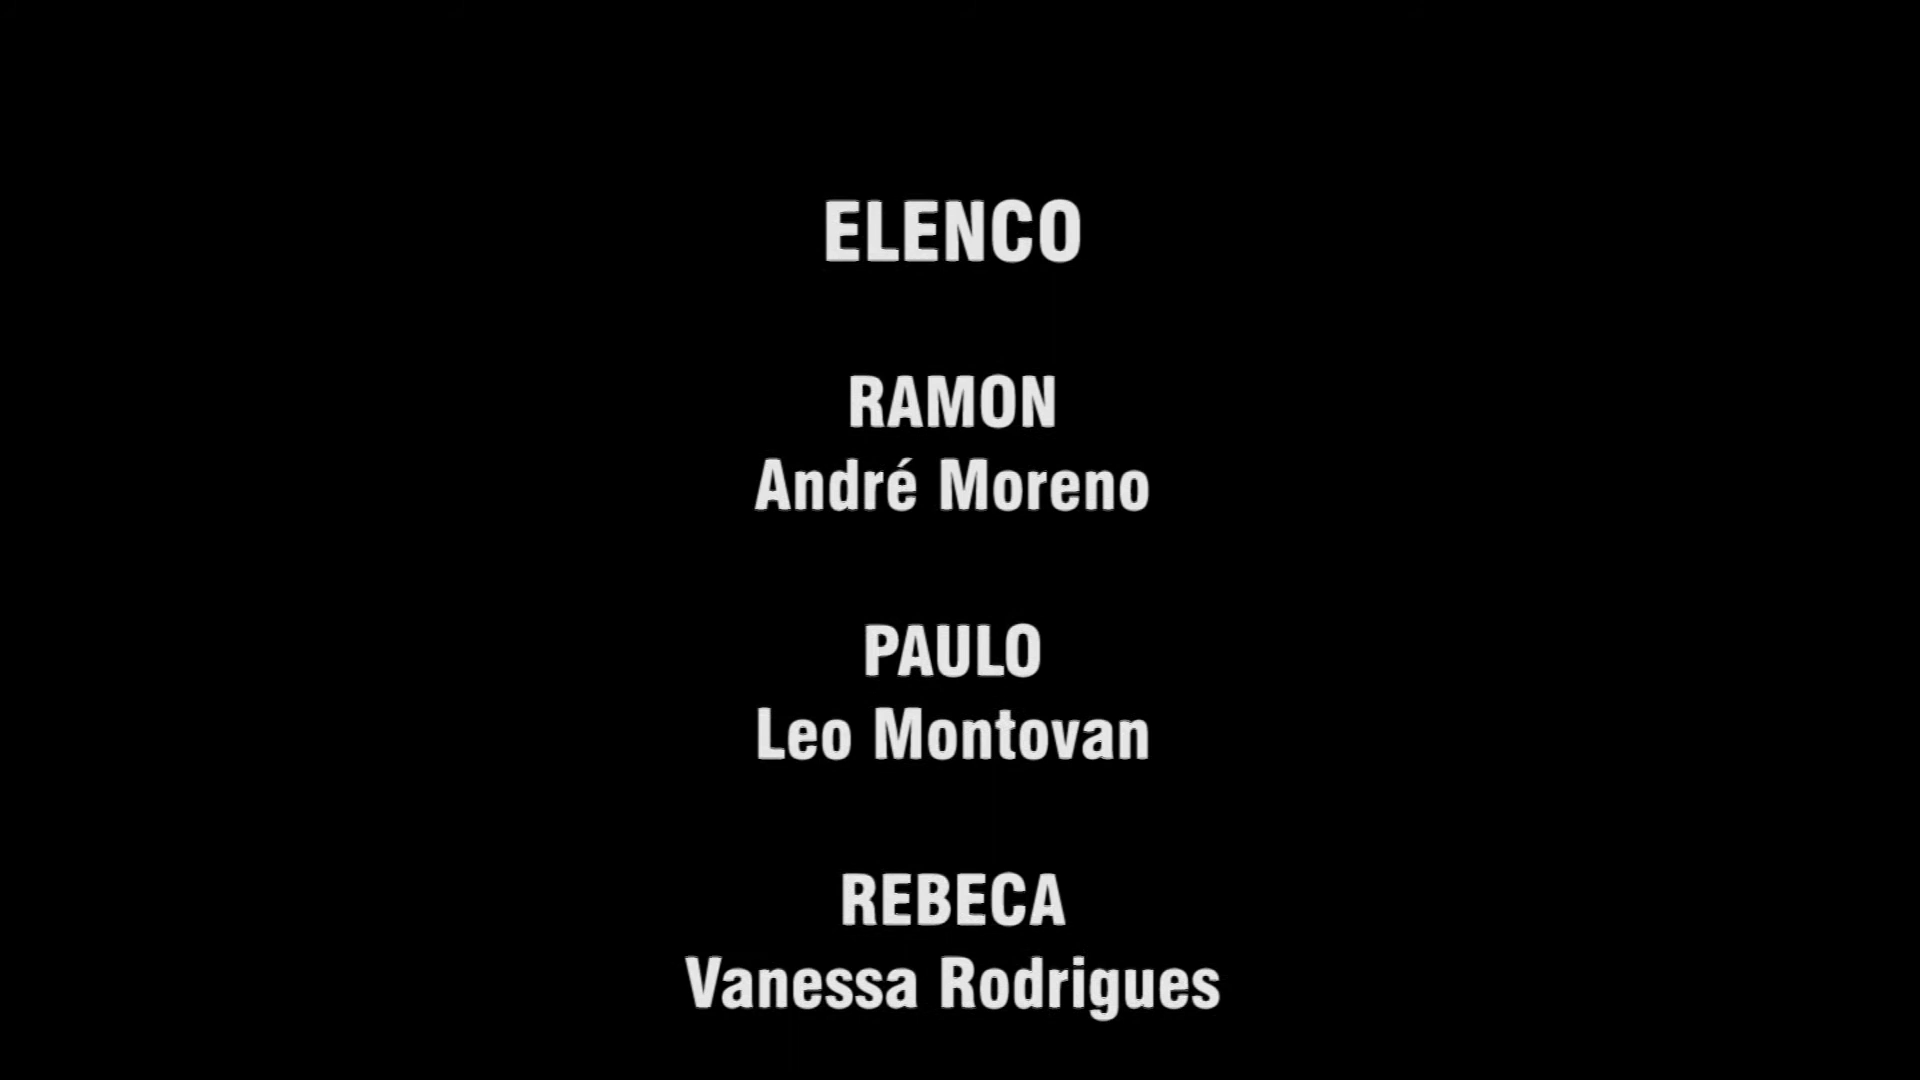 ELENCO
RAMON
André Moreno
PAULO
Leo Montovan
REBECA
Vanessa Rodrigues